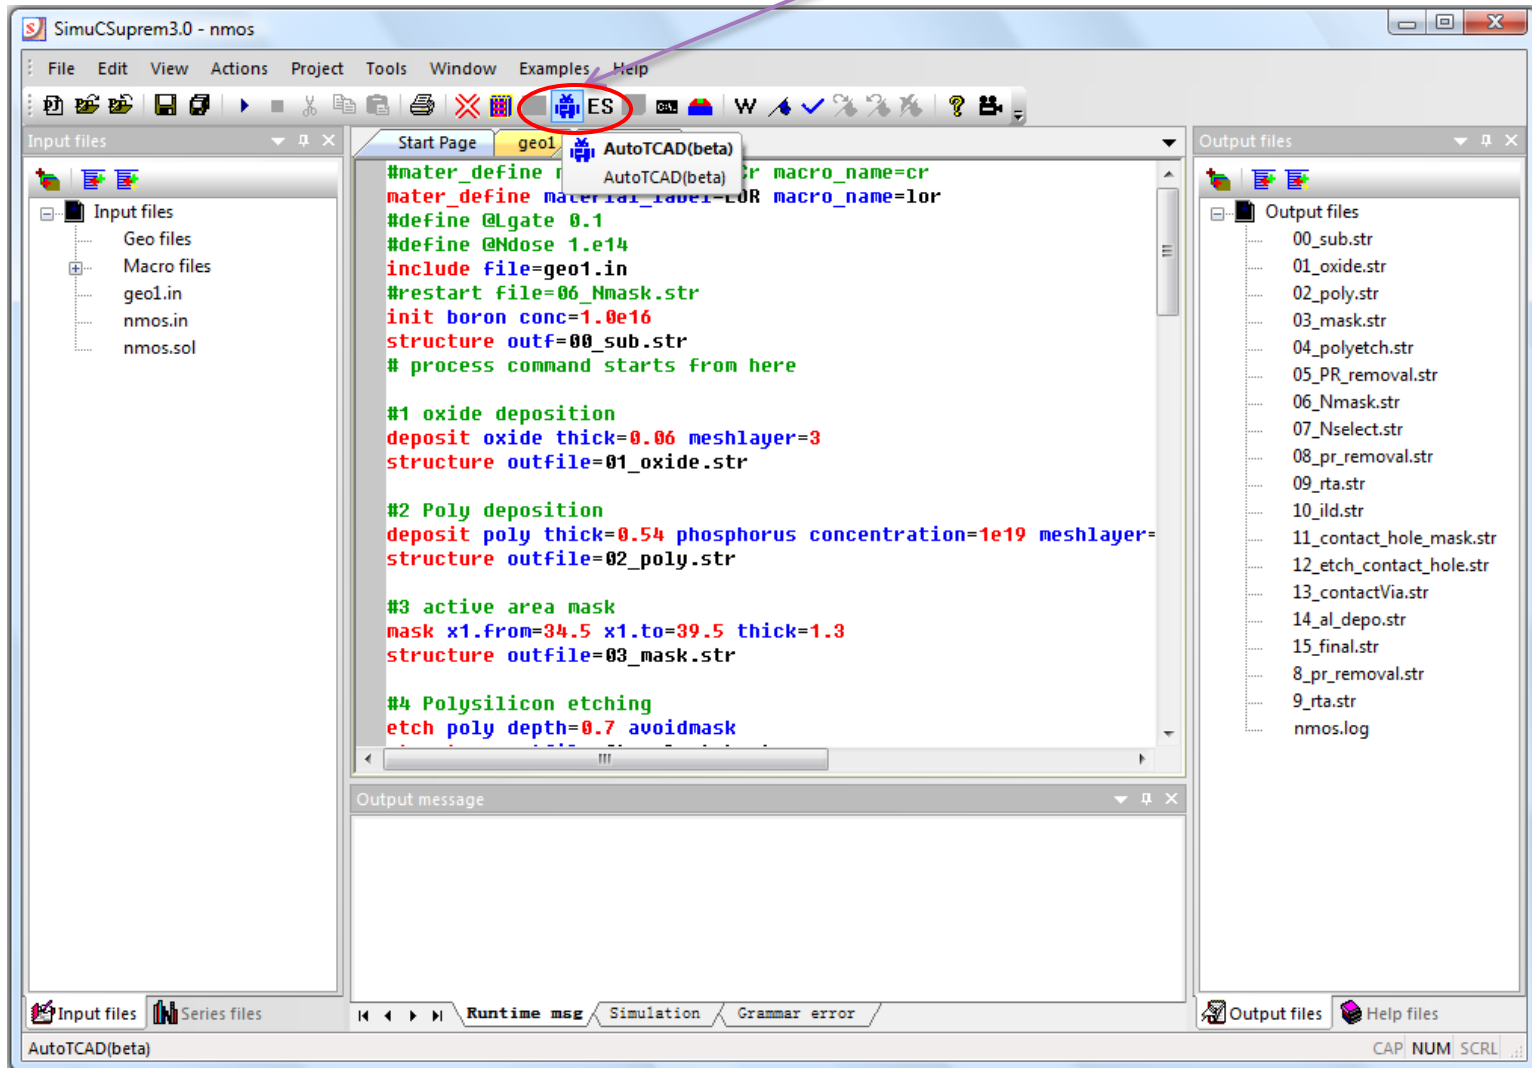 SimuCSuprem3.0 - nmos
File Edit View Actions Project Tools Window Examples Help
ES W
Input files
Input files
Geo files
Macro files
geo1.in
nmos.in
nmos.sol
Input files Series files
Start Page geo1
AutoTCAD(beta)
AutoTCAD(beta)
#mater_define Cr macro_name=cr
mater_define material_label=LOR macro_name=lor
#define @Lgate 0.1
#define @Ndose 1.e14
include file=geo1.in
#restart file=06_Nmask.str
init boron conc=1.0e16
structure outf=00_sub.str
# process command starts from here
#1 oxide deposition
deposit oxide thick=0.06 meshlayer=3
structure outfile=01_oxide.str
#2 Poly deposition
deposit poly thick=0.54 phosphorus concentration=1e19 meshlayer=
structure outfile=02_poly.str
#3 active area mask
mask x1.from=34.5 x1.to=39.5 thick=1.3
structure outfile=03_mask.str
#4 Polysilicon etching
etch poly depth=0.7 avoidmask
Output message
Runtime msg Simulation Grammar error
Output files
Output files
00_sub.str
01_oxide.str
02_poly.str
03_mask.str
04_polyetch.str
05_PR_removal.str
06_Nmask.str
07_Nselect.str
08_pr_removal.str
09_rta.str
10_ild.str
11_contact_hole_mask.str
12_etch_contact_hole.str
13_contactVia.str
14_al_depo.str
15_final.str
8_pr_removal.str
9_rta.str
nmos.log
Output files Help files
AutoTCAD(beta)
CAP NUM SCRL